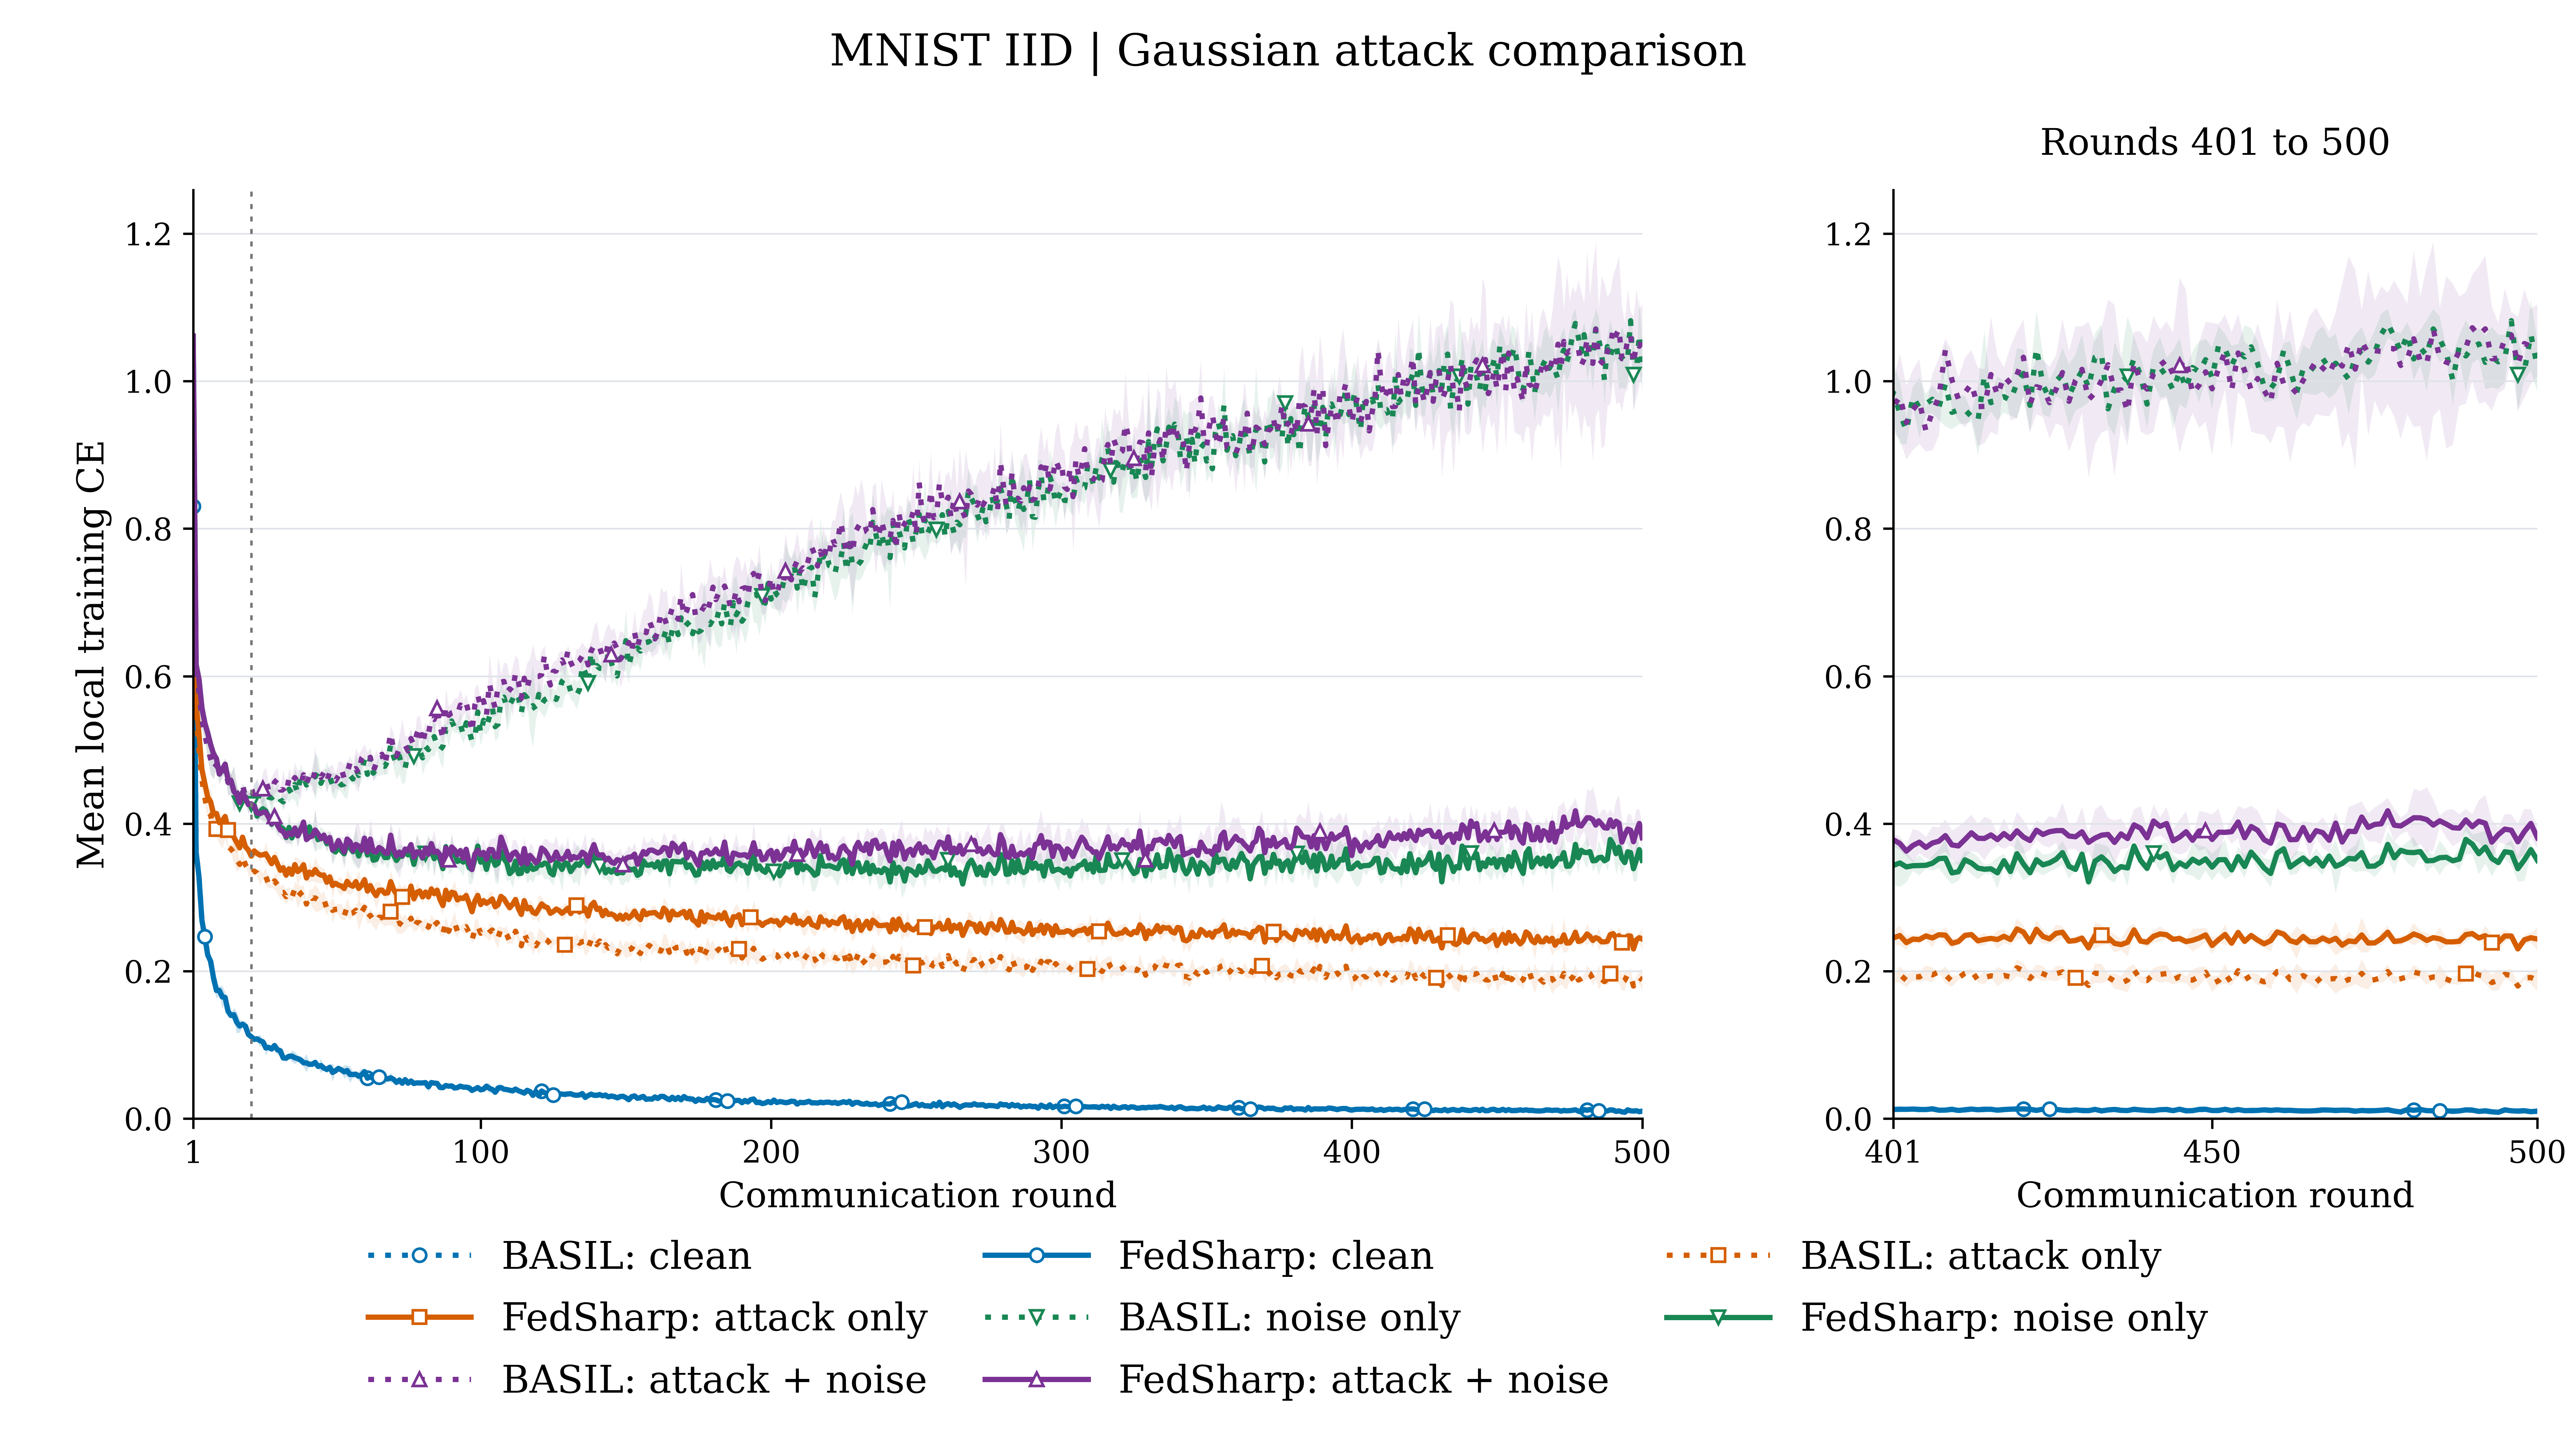 MNIST IID | Gaussian attack comparison
Rounds 401 to 500
Mean local training CE
1.2
1.0
0.8
0.6
0.4
0.2
0.0
1 100 200 300 400 500
Communication round
1.2
1.0
0.8
0.6
0.4
0.2
0.0
401 450 500
Communication round
BASIL: clean FedSharp: clean BASIL: attack only
FedSharp: attack only BASIL: noise only FedSharp: noise only
BASIL: attack + noise FedSharp: attack + noise